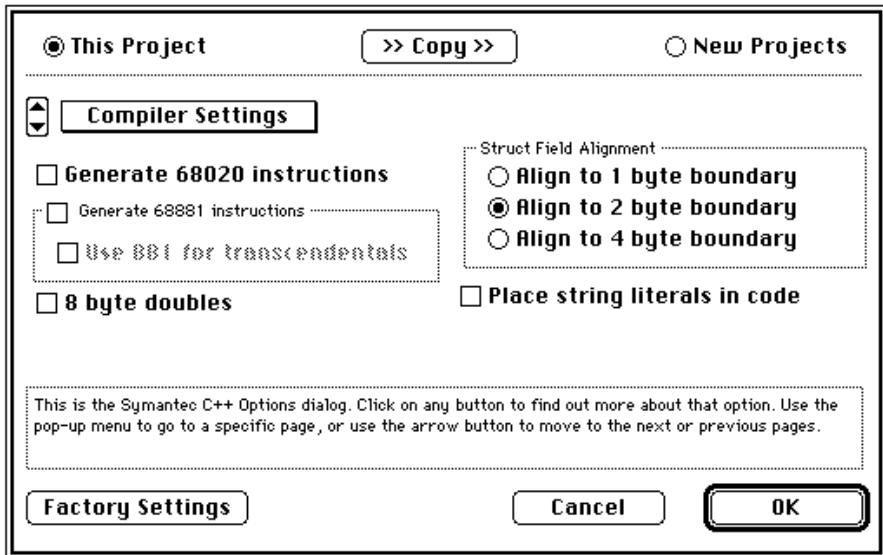 This Project
>> Copy >>
New Projects
Compiler Settings
Generate 68020 instructions
Generate 68881 instructions
Use 881 for transcendentals
8 byte doubles
Struct Field Alignment
Align to 1 byte boundary
Align to 2 byte boundary
Align to 4 byte boundary
Place string literals in code
This is the Symantec C++ Options dialog. Click on any button to find out more about that option. Use the
pop-up menu to go to a specific page, or use the arrow button to move to the next or previous pages.
Factory Settings
Cancel
OK